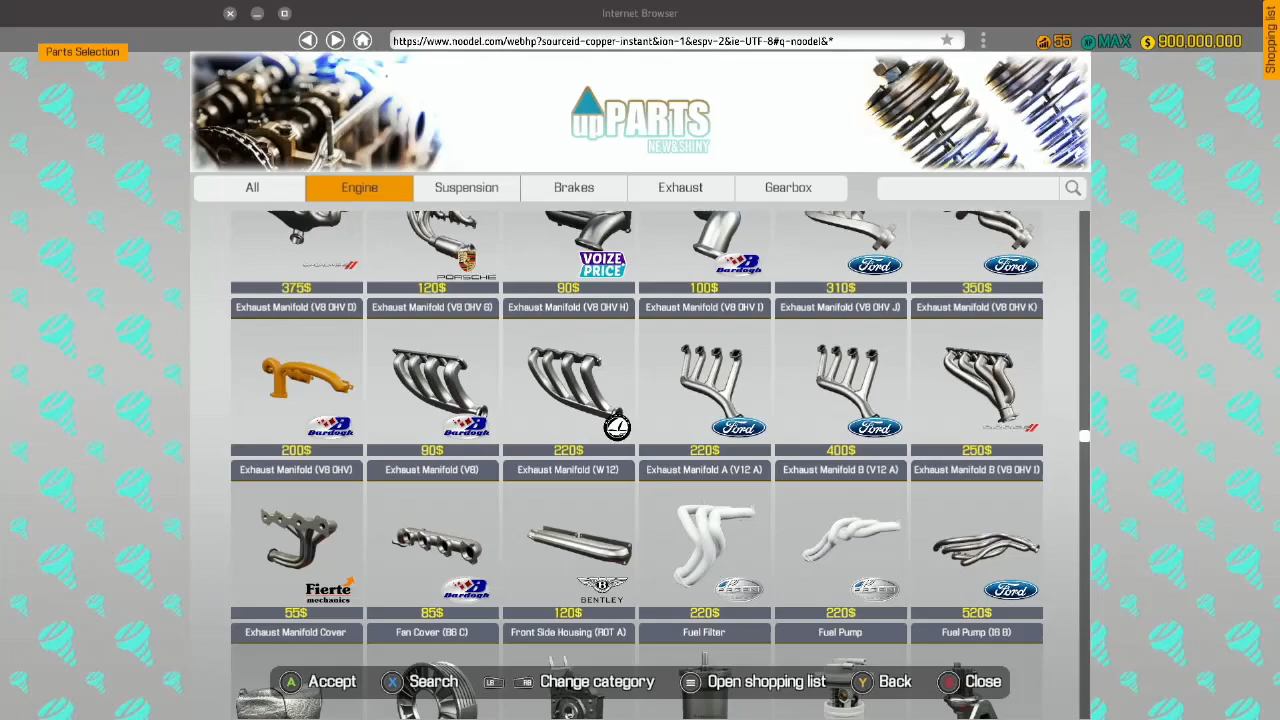 Internet Browser
Parts Selection
https://www.noodel.com/webhp?sourceid-copper-instant&ion-1&espv-2&ie-UTF-8#q-noodel&*
55 XP MAX $ 900,000,000
Shopping list
upPARTS
NEW&SHINY
All Engine Suspension Brakes Exhaust Gearbox
PORSCHE VOIZE PRICE Bardogh Ford Ford
375$ 120$ 90$ 100$ 310$ 350$
Exhaust Manifold (V8 OHV D) Exhaust Manifold (V8 OHV G) Exhaust Manifold (V8 OHV H) Exhaust Manifold (V8 OHV I) Exhaust Manifold (V8 OHV J) Exhaust Manifold (V8 OHV K)
Bardogh Bardogh Ford Ford
200$ 90$ 220$ 220$ 400$ 250$
Exhaust Manifold (V8 OHV) Exhaust Manifold (V8) Exhaust Manifold (W12) Exhaust Manifold A (V12 A) Exhaust Manifold B (V12 A) Exhaust Manifold B (V8 OHV I)
Fierte mechanics Bardogh BENTLEY PAGANI PAGANI Ford
55$ 85$ 120$ 220$ 220$ 520$
Exhaust Manifold Cover Fan Cover (B6 C) Front Side Housing (ROT A) Fuel Filter Fuel Pump Fuel Pump (I6 B)
A Accept X Search LB RB Change category Open shopping list Y Back B Close